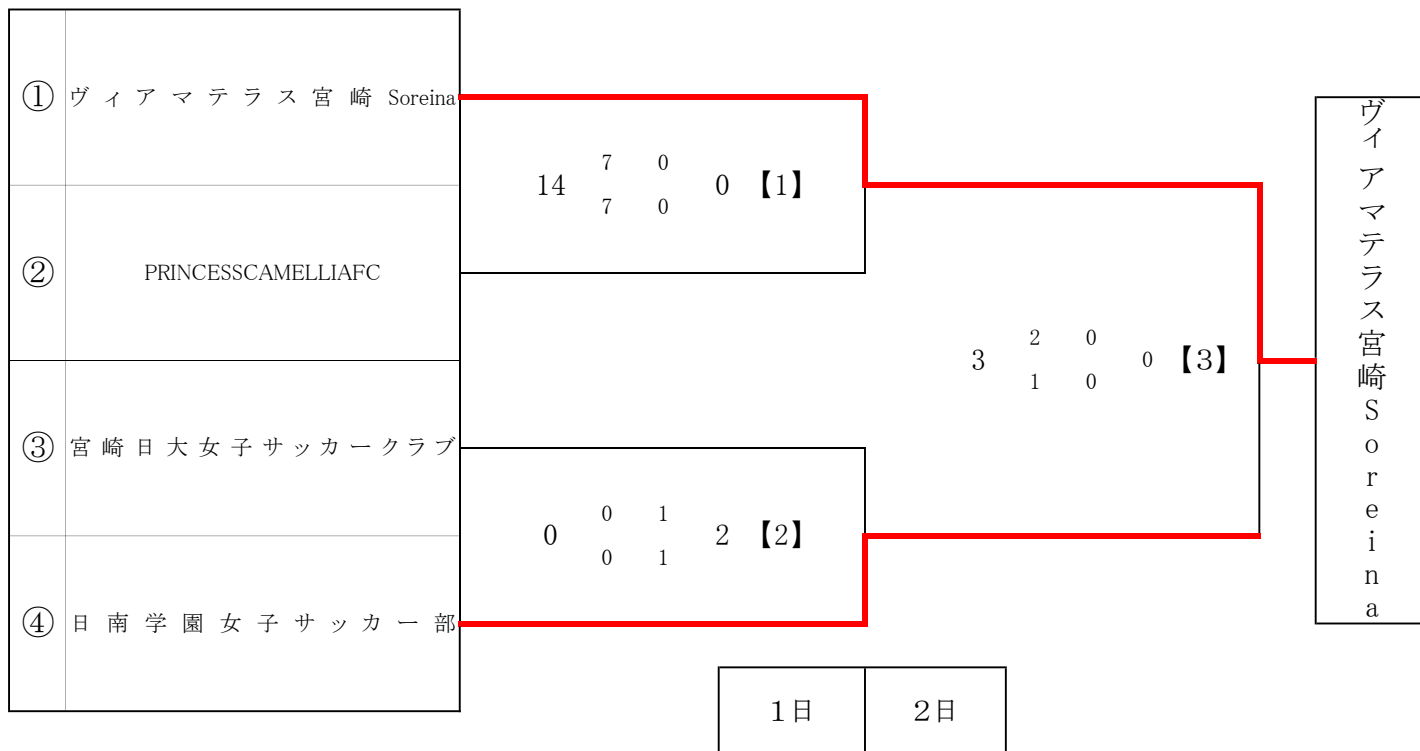 ① ヴィアマテラス宮崎 Soreina
② PRINCESSCAMELLIAFC
③ 宮崎日大女子サッカークラブ
④ 日南学園女子サッカー部
7 0
14 0 【1】
7 0
0 1
0 2 【2】
0 1
2 0
3 0 【3】
1 0
ヴィアマテラス宮崎Soreina
1日 2日